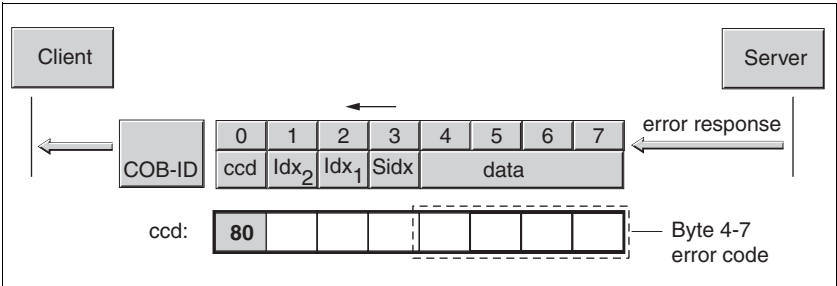 Client
Server
error response
0 1 2 3 4 5 6 7
COB-ID ccd Idx2 Idx1 Sidx data
ccd: 80
Byte 4-7
error code